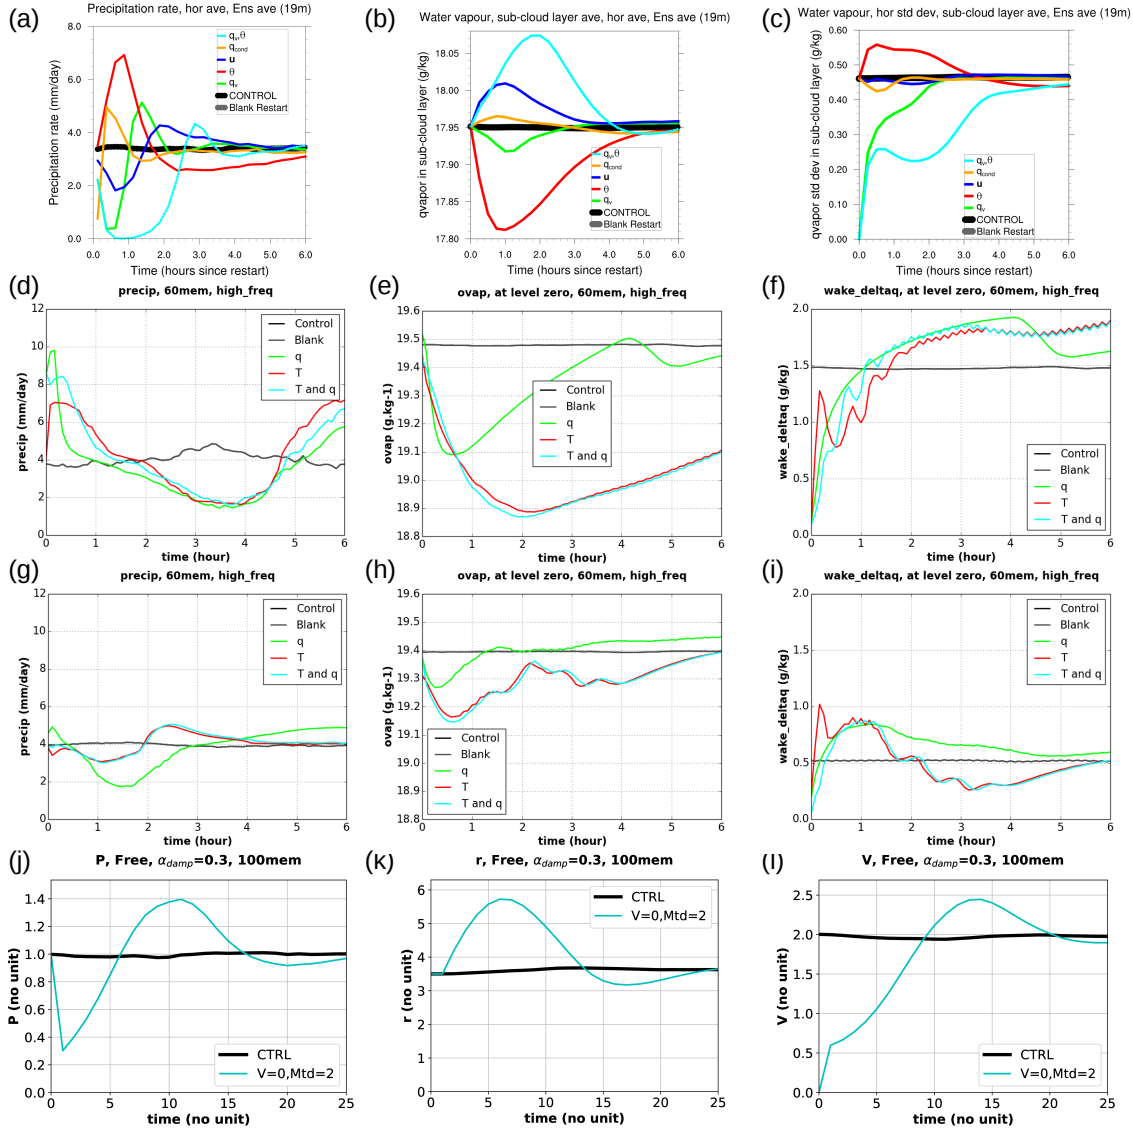 (a)
Precipitation rate, hor ave, Ens ave (19m)
Precipitation rate (mm/day)
8.0
6.0
4.0
2.0
0.0
qᵥ,θ
q_cond
u
θ
qᵥ
CONTROL
Blank Restart
0.0 1.0 2.0 3.0 4.0 5.0 6.0
Time (hours since restart)
(b)
Water vapour, sub-cloud layer ave, hor ave, Ens ave (19m)
qvapor in sub-cloud layer (g/kg)
18.05
18.00
17.95
17.90
17.85
17.80
qᵥ,θ
q_cond
u
θ
qᵥ
CONTROL
Blank Restart
0.0 1.0 2.0 3.0 4.0 5.0 6.0
Time (hours since restart)
(c)
Water vapour, hor std dev, sub-cloud layer ave, Ens ave (19m)
qvapor std dev in sub-cloud layer (g/kg)
0.60
0.50
0.40
0.30
0.20
0.10
0.00
qᵥ,θ
q_cond
u
θ
qᵥ
CONTROL
Blank Restart
0.0 1.0 2.0 3.0 4.0 5.0 6.0
Time (hours since restart)
(d)
precip, 60mem, high_freq
precip (mm/day)
12
10
8
6
4
2
0
Control
Blank
q
T
T and q
0 1 2 3 4 5 6
time (hour)
(e)
ovap, at level zero, 60mem, high_freq
ovap (g.kg-1)
19.6
19.5
19.4
19.3
19.2
19.1
19.0
18.9
18.8
Control
Blank
q
T
T and q
0 1 2 3 4 5 6
time (hour)
(f)
wake_deltaq, at level zero, 60mem, high_freq
wake_deltaq (g/kg)
2.0
1.5
1.0
0.5
0.0
Control
Blank
q
T
T and q
0 1 2 3 4 5 6
time (hour)
(g)
precip, 60mem, high_freq
precip (mm/day)
12
10
8
6
4
2
0
Control
Blank
q
T
T and q
0 1 2 3 4 5 6
time (hour)
(h)
ovap, at level zero, 60mem, high_freq
ovap (g.kg-1)
19.6
19.5
19.4
19.3
19.2
19.1
19.0
18.9
18.8
Control
Blank
q
T
T and q
0 1 2 3 4 5 6
time (hour)
(i)
wake_deltaq, at level zero, 60mem, high_freq
wake_deltaq (g/kg)
2.0
1.5
1.0
0.5
0.0
Control
Blank
q
T
T and q
0 1 2 3 4 5 6
time (hour)
(j)
P, Free, α_damp=0.3, 100mem
P (no unit)
1.4
1.2
1.0
0.8
0.6
0.4
0.2
0.0
CTRL
V=0,Mtd=2
0 5 10 15 20 25
time (no unit)
(k)
r, Free, α_damp=0.3, 100mem
r (no unit)
6
5
4
3
2
1
0
CTRL
V=0,Mtd=2
0 5 10 15 20 25
time (no unit)
(l)
V, Free, α_damp=0.3, 100mem
V (no unit)
2.5
2.0
1.5
1.0
0.5
0.0
CTRL
V=0,Mtd=2
0 5 10 15 20 25
time (no unit)